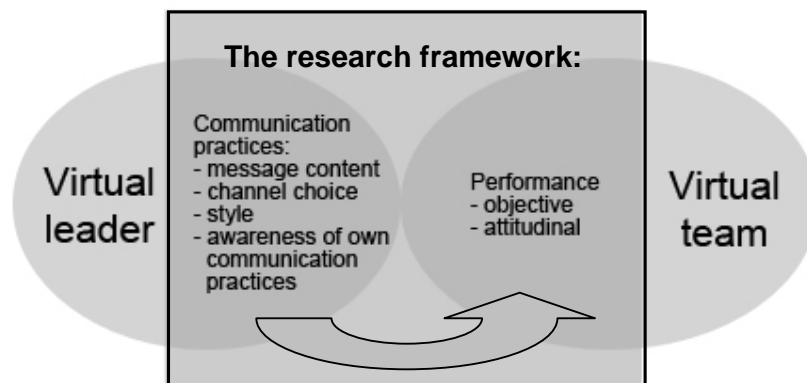 The research framework:
Virtual
leader
Communication
practices:
- message content
- channel choice
- style
- awareness of own
communication
practices
Performance
- objective
- attitudinal
Virtual
team